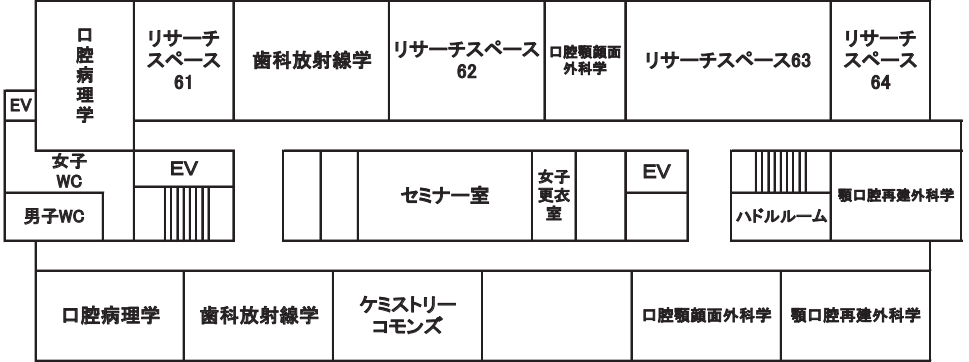 口腔病理学
リサーチ
スペース
61
歯科放射線学
リサーチスペース
62
口腔顎顔面
外科学
リサーチスペース63
リサーチ
スペース
64
EV
女子
WC
男子WC
EV
セミナー室
女子
更衣
室
EV
ハドルルーム
顎口腔再建外科学
口腔病理学
歯科放射線学
ケミストリー
コモンズ
口腔顎顔面外科学
顎口腔再建外科学